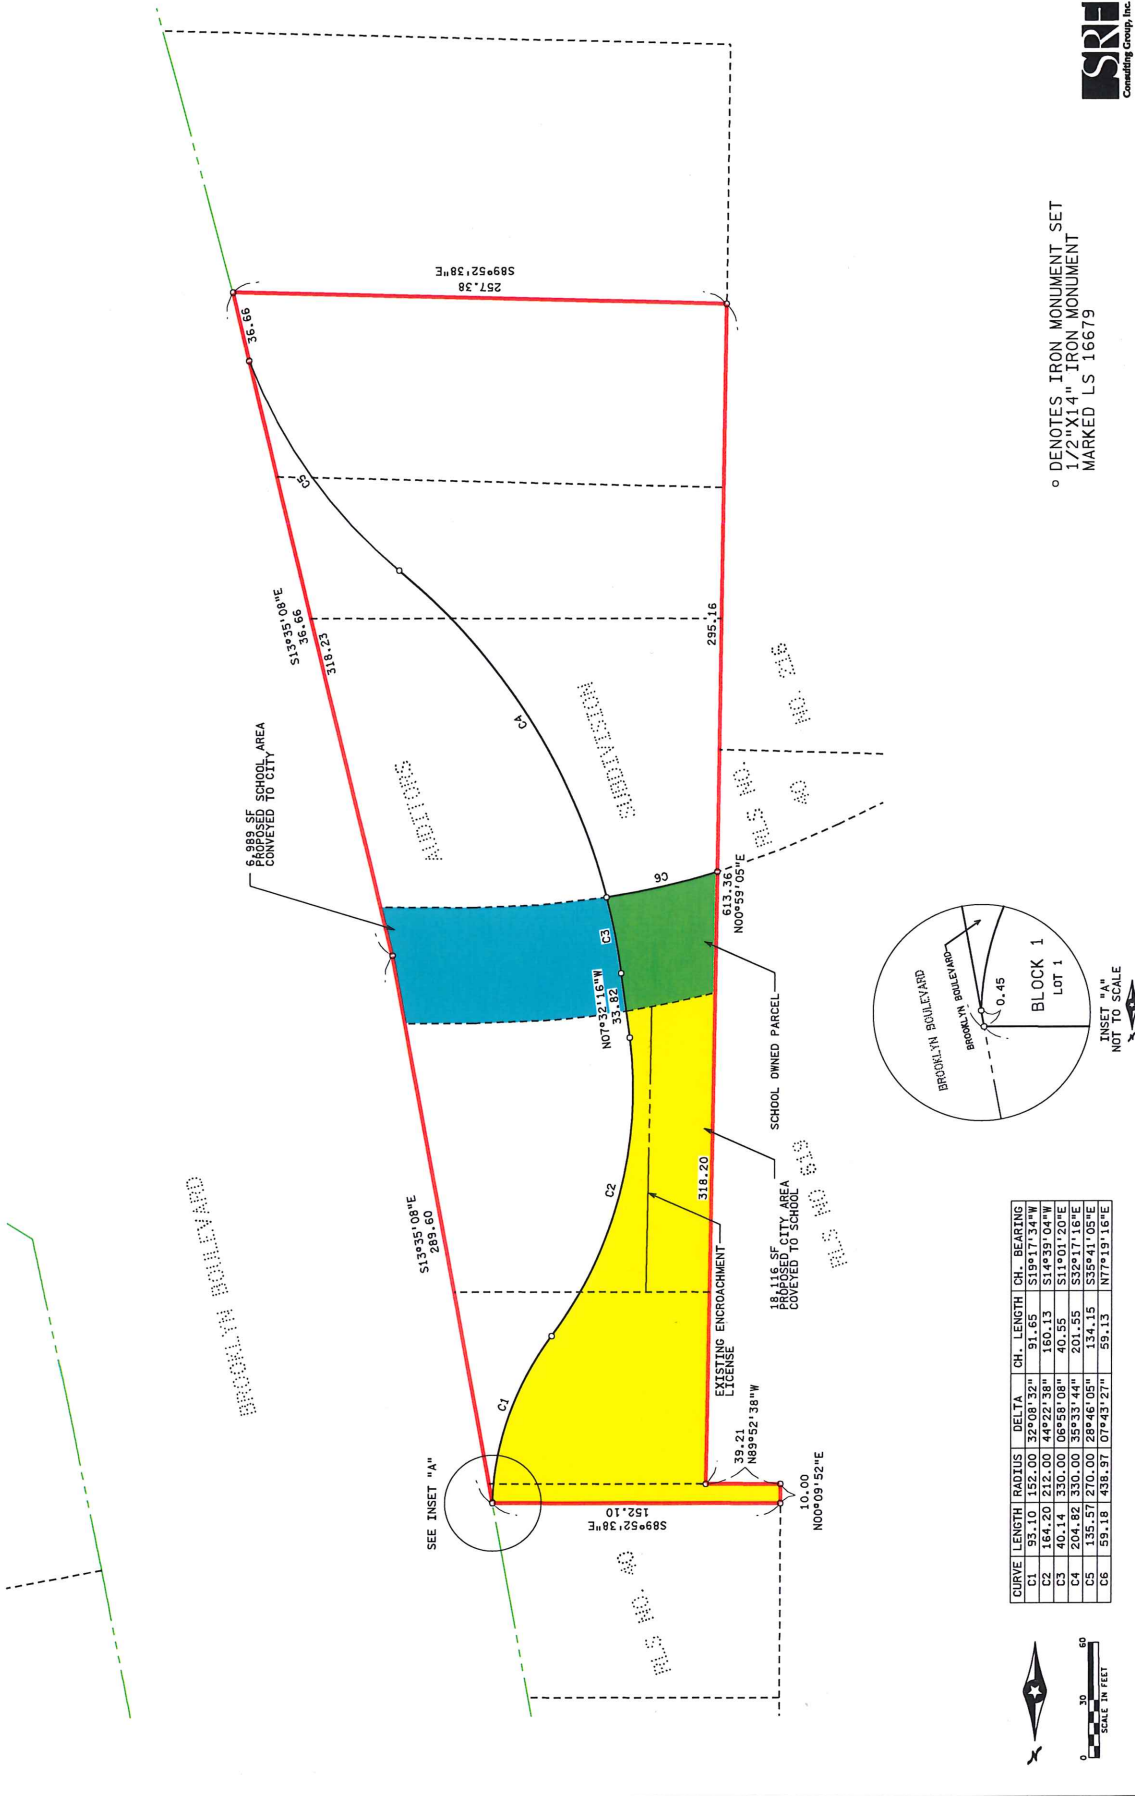 SRF
Consulting Group, Inc.
○ DENOTES IRON MONUMENT SET
1/2"X14" IRON MONUMENT
MARKED LS 16679
S89°52'38"E
257.38
36.66
C5
S13°35'08"E
36.66
318.23
295.16
C4
AUDITORS
SUBDIVISION
NO. 216
RLS NO.
40
6,989 SF
PROPOSED SCHOOL AREA
CONVEYED TO CITY
C6
613.36
N00°59'05"E
C3
N07°32'16"W
33.82
SCHOOL OWNED PARCEL
BROOKLYN BOULEVARD
S13°35'08"E
289.60
C2
318.20
18,116 SF
PROPOSED CITY AREA
COVEYED TO SCHOOL
RLS NO 619
EXISTING ENCROACHMENT
LICENSE
C1
SEE INSET "A"
39.21
N89°52'38"W
S89°52'38"E
152.10
10.00
N00°09'52"E
RLS NO. 40
BROOKLYN BOULEVARD
BROOKLYN BOULEVARD
0.45
BLOCK 1
LOT 1
INSET "A"
NOT TO SCALE
N
CURVE LENGTH RADIUS DELTA CH. LENGTH CH. BEARING
C1 93.10 152.00 32°08'32" 91.65 S19°17'34"W
C2 164.20 212.00 44°22'38" 160.13 S14°39'04"W
C3 40.14 330.00 06°58'08" 40.55 S11°01'20"E
C4 204.82 330.00 35°33'44" 201.55 S32°17'16"E
C5 135.57 270.00 28°46'05" 134.15 S35°41'05"E
C6 59.18 438.97 07°43'27" 59.13 N77°19'16"E
N
0 30 60
SCALE IN FEET